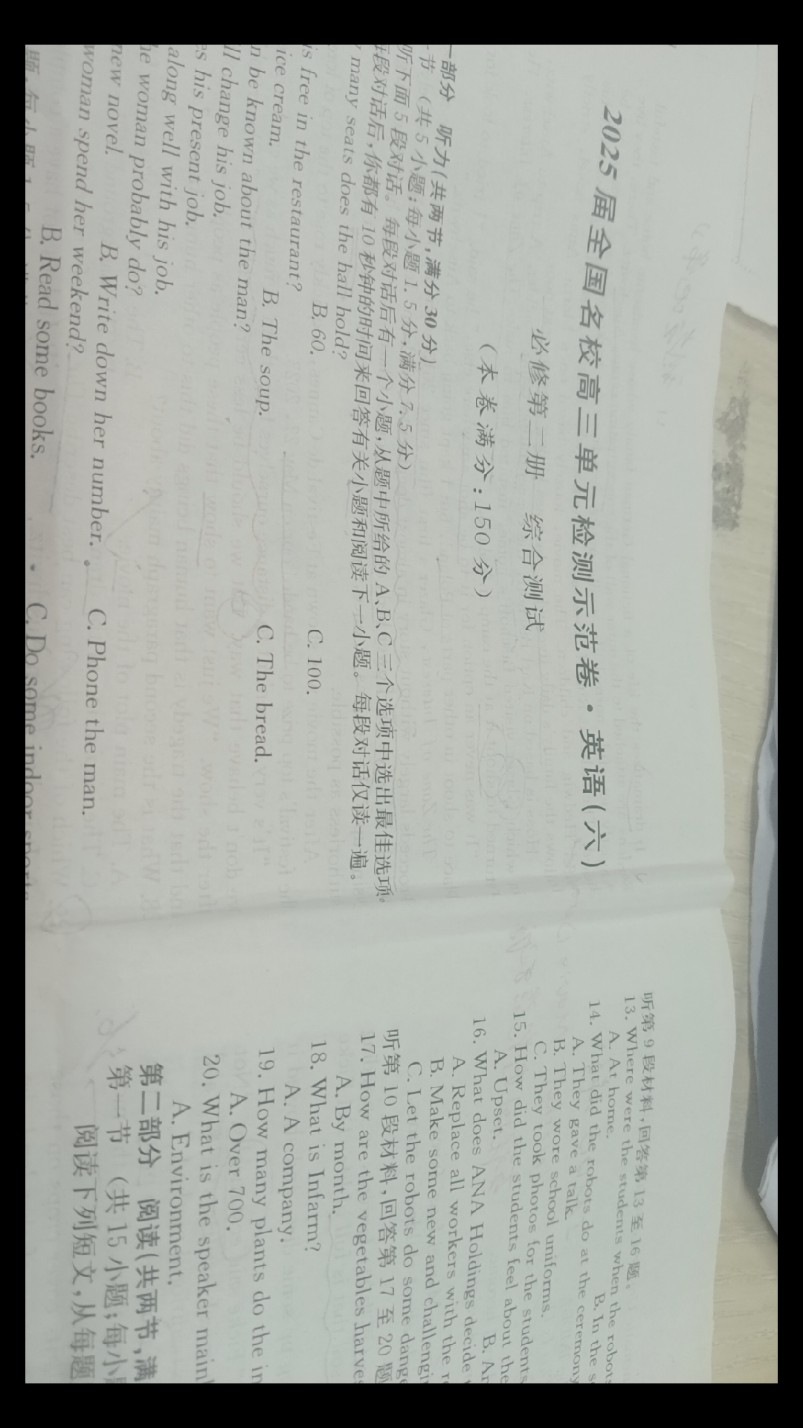 2025届全国名校高三单元检测示范卷·英语(六)
必修第二册 综合测试
(本卷满分:150分)
一部分 听力(共两节,满分30分)
节 (共5小题;每小题1.5分,满分7.5分)
听下面5段对话。每段对话后有一个小题,从题中所给的A、B、C三个选项中选出最佳选项。
段对话后,你都有10秒钟的时间来回答有关小题和阅读下一小题。每段对话仅读一遍。
many seats does the hall hold?
B. 60. C. 100.
is free in the restaurant?
ice cream. B. The soup. C. The bread.
n be known about the man?
ll change his job.
es his present job.
along well with his job.
he woman probably do?
new novel. B. Write down her number. C. Phone the man.
woman spend her weekend?
B. Read some books. C. Do some indoor sports
听第9段材料,回答第13至16题。
13. Where were the students when the robots
A. At home. B. In the s
14. What did the robots do at the ceremony
A. They gave a talk.
B. They wore school uniforms.
C. They took photos for the students
15. How did the students feel about the
A. Upset. B. Ar
16. What does ANA Holdings decide
A. Replace all workers with the r
B. Make some new and challengi
C. Let the robots do some dange
听第10段材料,回答第17至20题
17. How are the vegetables harve
A. By month.
18. What is Infarm?
A. A company.
19. How many plants do the in
A. Over 700.
20. What is the speaker mainl
A. Environment.
第二部分 阅读(共两节,满
第一节 (共15小题;每小
阅读下列短文,从每题